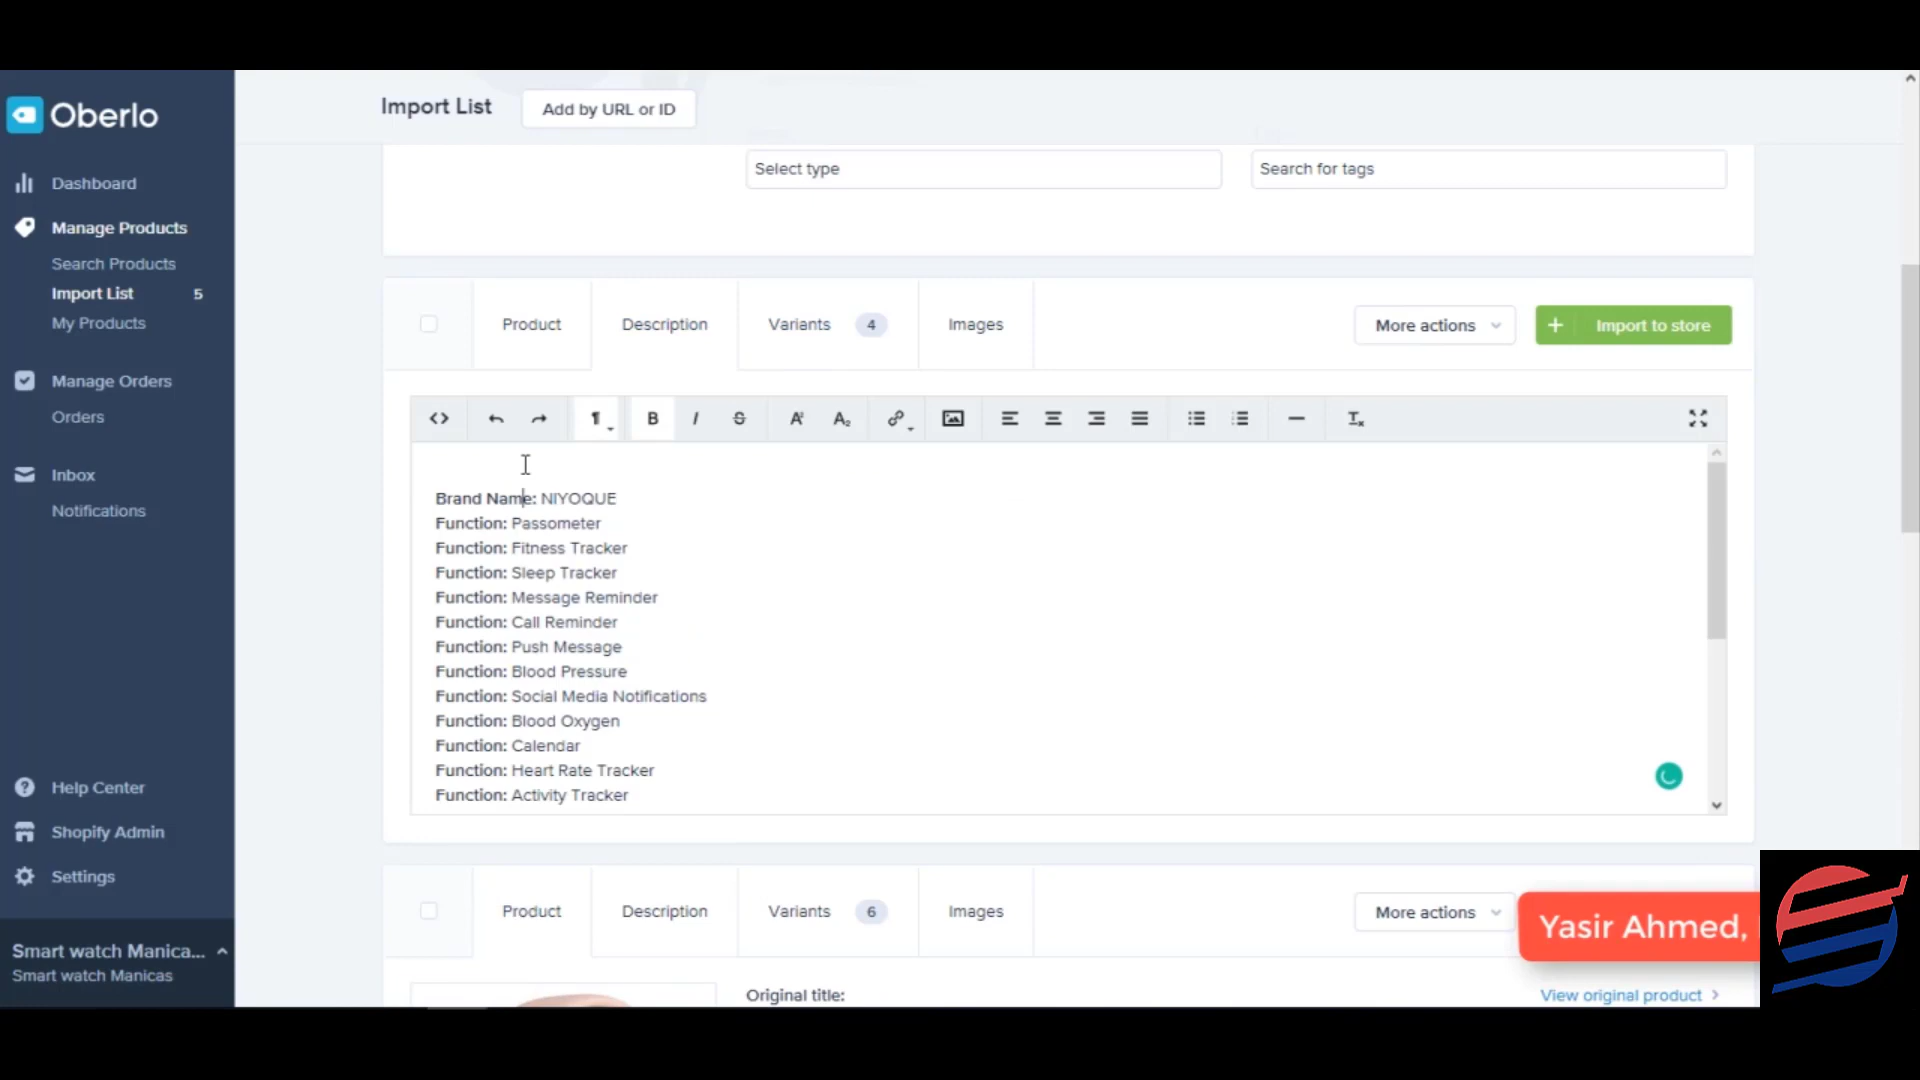 Oberlo
Dashboard
Manage Products
Search Products
Import List 5
My Products
Manage Orders
Orders
Inbox
Notifications
Help Center
Shopify Admin
Settings
Smart watch Manica...
Smart watch Manicas
Import List
Add by URL or ID
Select type
Search for tags
Product
Description
Variants 4
Images
More actions
+ Import to store
Brand Name: NIYOQUE
Function: Passometer
Function: Fitness Tracker
Function: Sleep Tracker
Function: Message Reminder
Function: Call Reminder
Function: Push Message
Function: Blood Pressure
Function: Social Media Notifications
Function: Blood Oxygen
Function: Calendar
Function: Heart Rate Tracker
Function: Activity Tracker
Product
Description
Variants 6
Images
More actions
Yasir Ahmed,
Original title:
View original product